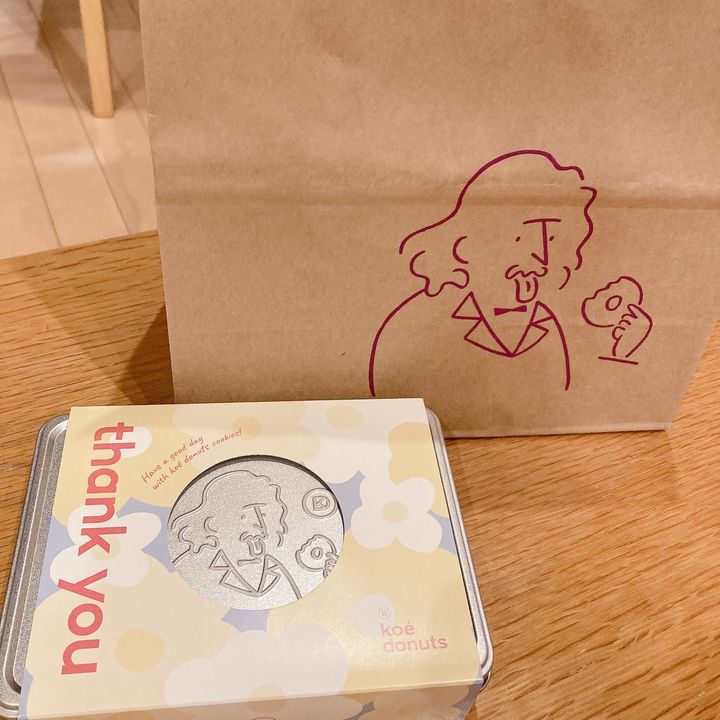 thank you
Have a good day
with koé donuts cookies!
koé
donuts